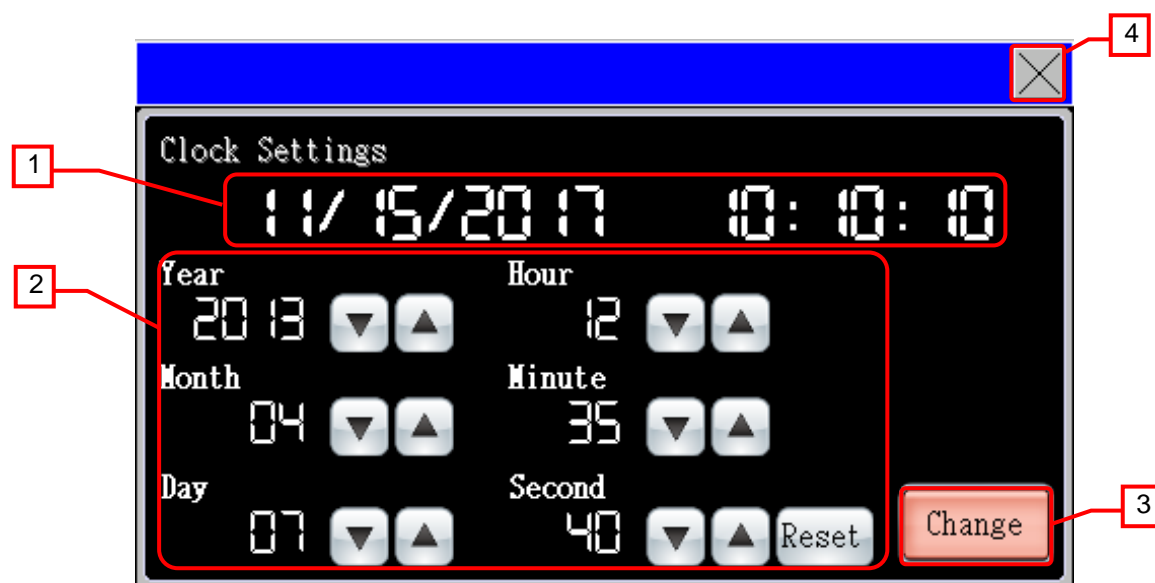 4
Clock Settings
1
11/15/2017 10:10:10
2
Year Hour
2013 ▼ ▲ 12 ▼ ▲
Month Minute
04 ▼ ▲ 35 ▼ ▲
Day Second
07 ▼ ▲ 40 ▼ ▲ Reset Change
3